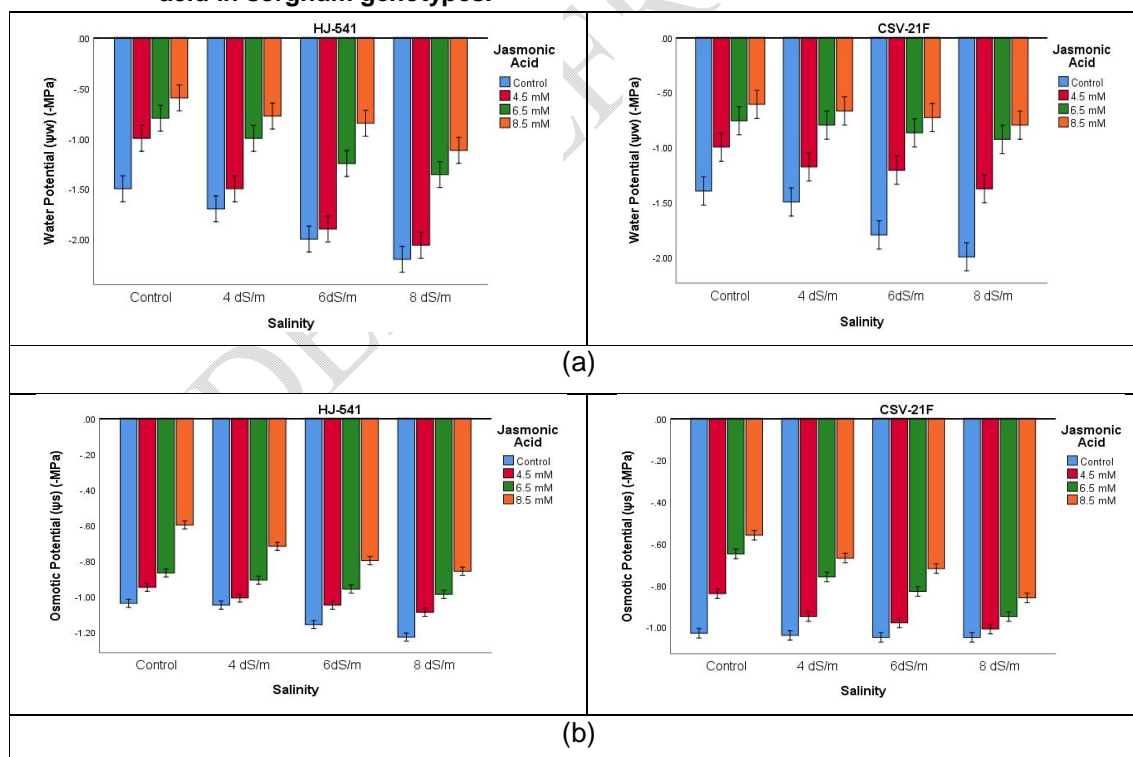 acid in sorghum genotypes.
HJ-541
.00
-.50
-1.00
-1.50
-2.00
Water Potential (ψw) (-MPa)
Control
4 dS/m
6dS/m
8 dS/m
Salinity
Jasmonic
Acid
Control
4.5 mM
6.5 mM
8.5 mM
CSV-21F
.00
-.50
-1.00
-1.50
-2.00
Water Potential (ψw) (-MPa)
Control
4 dS/m
6dS/m
8 dS/m
Salinity
Jasmonic
Acid
Control
4.5 mM
6.5 mM
8.5 mM
(a)
HJ-541
.00
-.20
-.40
-.60
-.80
-1.00
-1.20
Osmotic Potential (ψs) (-MPa)
Control
4 dS/m
6dS/m
8 dS/m
Salinity
Jasmonic
Acid
Control
4.5 mM
6.5 mM
8.5 mM
CSV-21F
.00
-.20
-.40
-.60
-.80
-1.00
Osmotic Potential (ψs) (-MPa)
Control
4 dS/m
6dS/m
8 dS/m
Salinity
Jasmonic
Acid
Control
4.5 mM
6.5 mM
8.5 mM
(b)